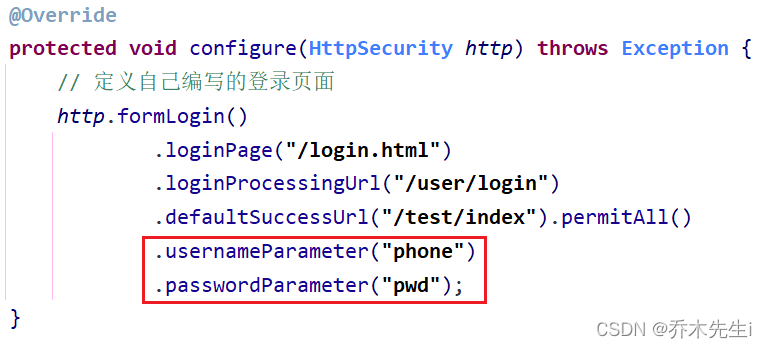 @Override
protected void configure(HttpSecurity http) throws Exception {
// 定义自己编写的登录页面
http.formLogin()
.loginPage("/login.html")
.loginProcessingUrl("/user/login")
.defaultSuccessUrl("/test/index").permitAll()
.usernameParameter("phone")
.passwordParameter("pwd");
}
CSDN @乔木先生i